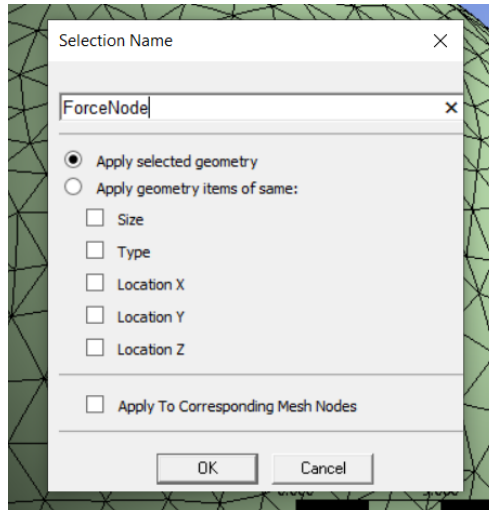 Selection Name
ForceNode
Apply selected geometry
Apply geometry items of same:
Size
Type
Location X
Location Y
Location Z
Apply To Corresponding Mesh Nodes
OK
Cancel